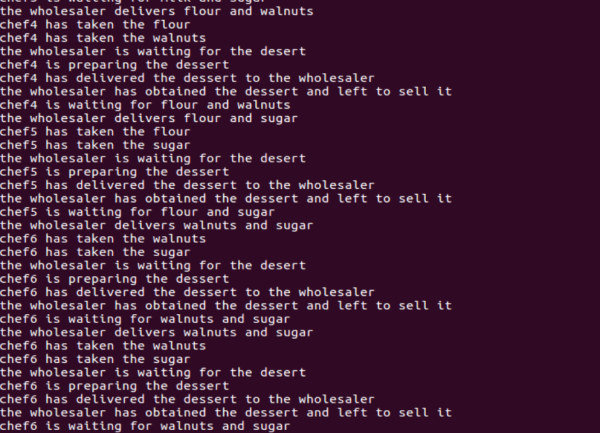 the wholesaler delivers flour and walnuts
chef4 has taken the flour
chef4 has taken the walnuts
the wholesaler is waiting for the desert
chef4 is preparing the dessert
chef4 has delivered the dessert to the wholesaler
the wholesaler has obtained the dessert and left to sell it
chef4 is waiting for flour and walnuts
the wholesaler delivers flour and sugar
chef5 has taken the flour
chef5 has taken the sugar
the wholesaler is waiting for the desert
chef5 is preparing the dessert
chef5 has delivered the dessert to the wholesaler
the wholesaler has obtained the dessert and left to sell it
chef5 is waiting for flour and sugar
the wholesaler delivers walnuts and sugar
chef6 has taken the walnuts
chef6 has taken the sugar
the wholesaler is waiting for the desert
chef6 is preparing the dessert
chef6 has delivered the dessert to the wholesaler
the wholesaler has obtained the dessert and left to sell it
chef6 is waiting for walnuts and sugar
the wholesaler delivers walnuts and sugar
chef6 has taken the walnuts
chef6 has taken the sugar
the wholesaler is waiting for the desert
chef6 is preparing the dessert
chef6 has delivered the dessert to the wholesaler
the wholesaler has obtained the dessert and left to sell it
chef6 is waiting for walnuts and sugar